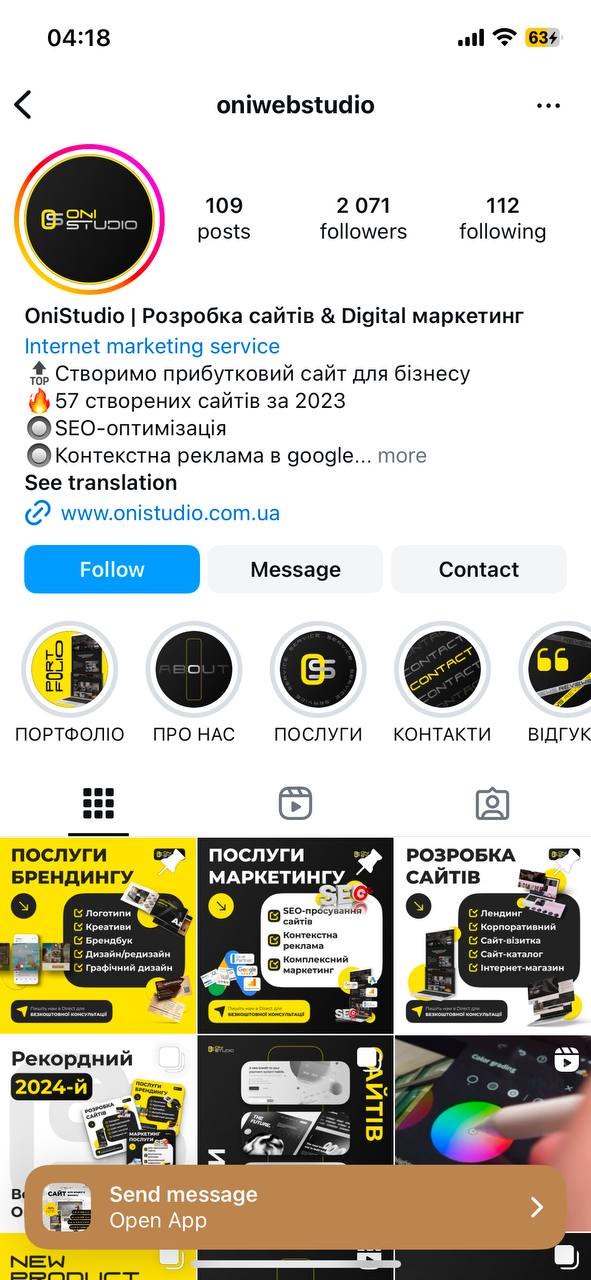 04:18
63
oniwebstudio
ONI
STUDIO
109
posts
2 071
followers
112
following
OniStudio | Розробка сайтів & Digital маркетинг
Internet marketing service
TOP Створимо прибутковий сайт для бізнесу
57 створених сайтів за 2023
SEO-оптимізація
Контекстна реклама в google... more
See translation
www.onistudio.com.ua
Follow
Message
Contact
PORT
FOLIO
ABOUT
CONTACT
ПОРТФОЛІО
ПРО НАС
ПОСЛУГИ
КОНТАКТИ
ВІДГУК
ПОСЛУГИ
БРЕНДИНГУ
Логотипи
Креативи
Брендбук
Дизайн/редизайн
Графічний дизайн
Пишіть нам в Direct для
БЕЗКОШТОВНОЇ КОНСУЛЬТАЦІЇ
ПОСЛУГИ
МАРКЕТИНГУ
SEO
SEO-просування
сайтів
Контекстна
реклама
Комплексний
маркетинг
Google
SEO
Пишіть нам в Direct для
БЕЗКОШТОВНОЇ КОНСУЛЬТАЦІЇ
РОЗРОБКА
САЙТІВ
Лендинг
Корпоративний
Сайт-візитка
Сайт-каталог
Інтернет-магазин
Пишіть нам в Direct для
БЕЗКОШТОВНОЇ КОНСУЛЬТАЦІЇ
Рекордний
2024-й
РОЗРОБКА
САЙТІВ
ПОСЛУГИ
БРЕНДИНГУ
МАРКЕТИНГ
ПОСЛУГИ
САЙТІВ
THE
FUTURE.
Color grading
Send message
Open App
САЙТ
NEW
PRODUCT